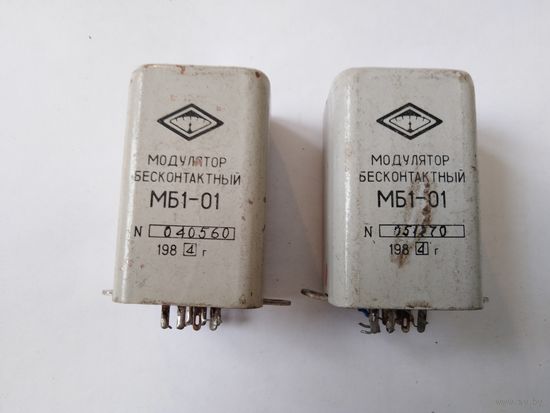 МОДУЛЯТОР
БЕСКОНТАКТНЫЙ
МБ1-01
N 040560
198 4 г
МОДУЛЯТОР
БЕСКОНТАКТНЫЙ
МБ1-01
N
198 4 г